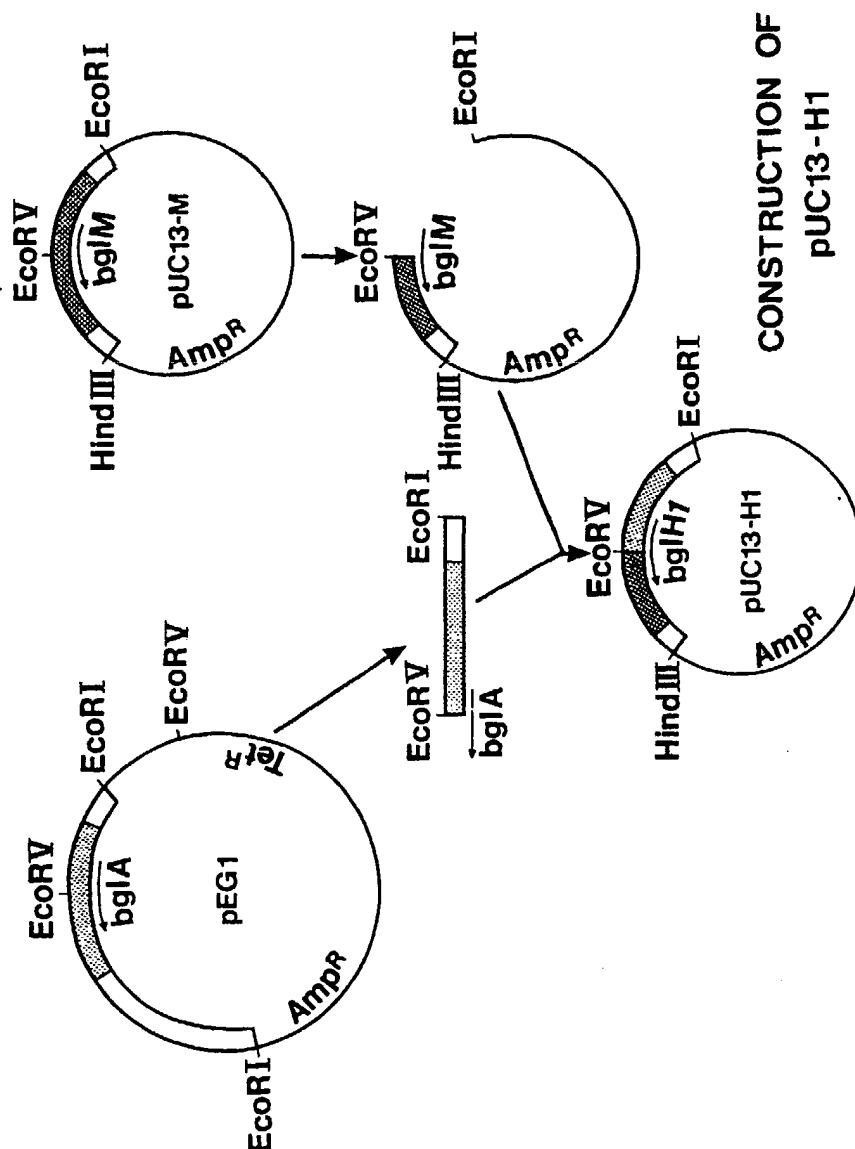 EcoRV
EcoRI
bglA
EcoRV
pEG1
TetR
AmpR
EcoRI
EcoRV
EcoRI
bglM
pUC13-M
HindIII
AmpR
EcoRV
EcoRI
bglA
EcoRV
EcoRI
bglM
HindIII
AmpR
EcoRV
EcoRI
bglH1
pUC13-H1
HindIII
AmpR
CONSTRUCTION OF
pUC13-H1